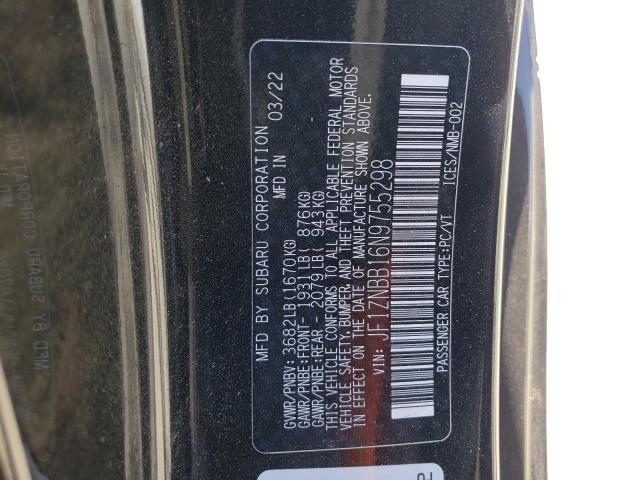 MFD BY SUBARU CORPORATION 03/22
MFD IN
GVWR/PNBV: 3682LB(1670KG)
GAWR/PNBE:FRONT- 1931LB( 876KG)
GAWR/PNBE:REAR - 2079LB( 943KG)
THIS VEHICLE CONFORMS TO ALL APPLICABLE FEDERAL MOTOR
VEHICLE SAFETY,BUMPER, AND THEFT PREVENTION STANDARDS
IN EFFECT ON THE DATE OF MANUFACTURE SHOWN ABOVE.
VIN: JF1ZNBB16N9755298
PASSENGER CAR TYPE:PC/VT ICES/NMB-002